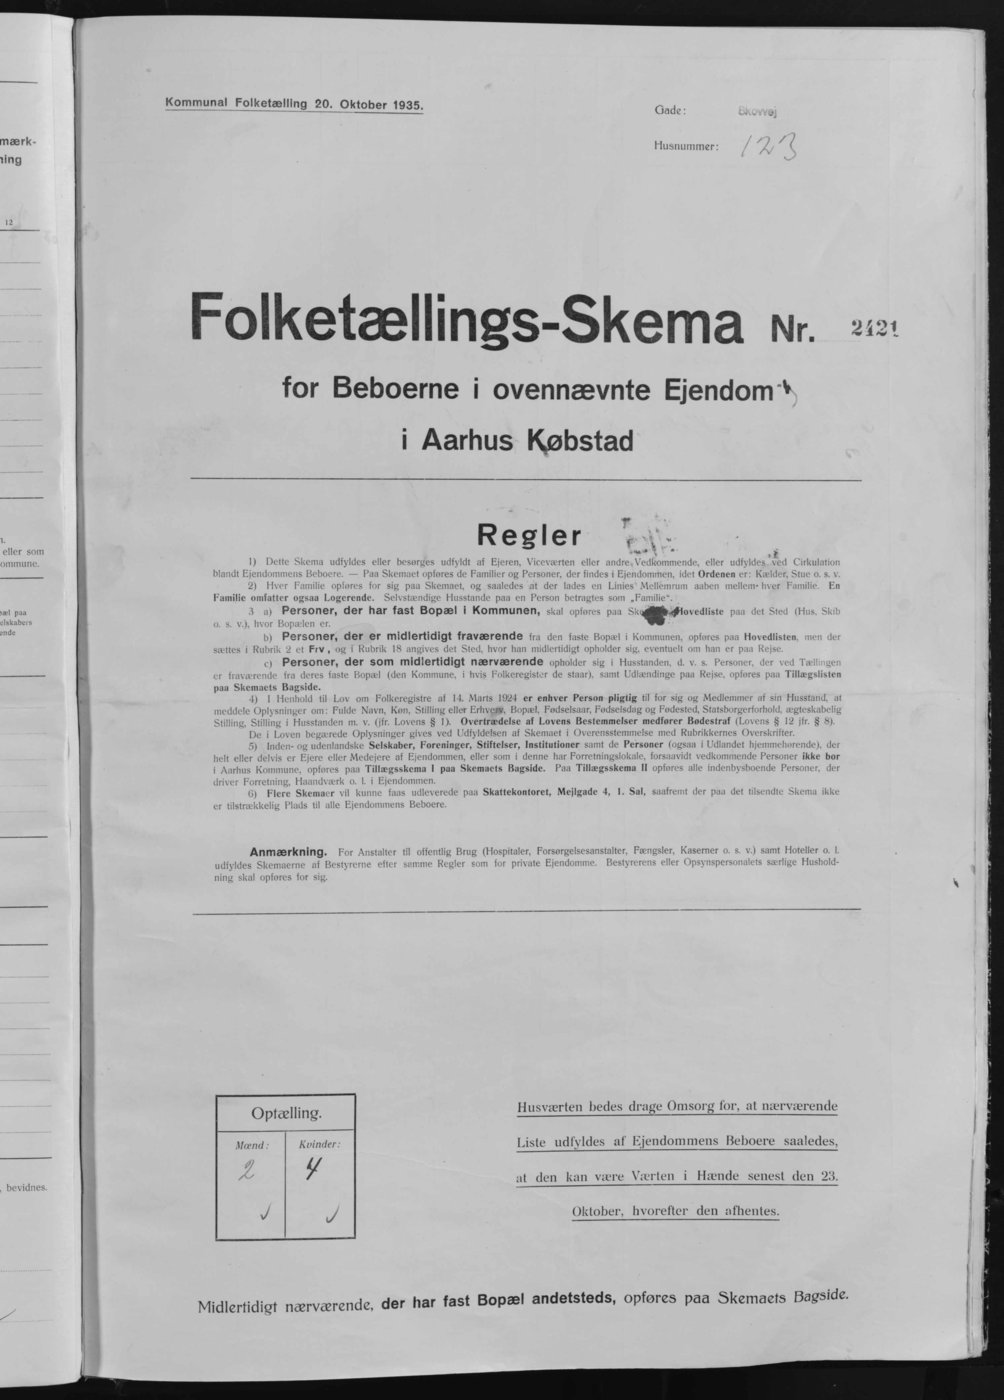 Kommunal Folketælling 20. Oktober 1935.
Gade: Skovvej
Husnummer: 123
Folketællings-Skema Nr. 2421
for Beboerne i ovennævnte Ejendom
i Aarhus Købstad
Regler
1) Dette Skema udfyldes eller besørges udfyldt af Ejeren, Viceværten eller andre Vedkommende, eller udfyldes ved Cirkulation
blandt Ejendommens Beboere. — Paa Skemaet opføres de Familier og Personer, der findes i Ejendommen, idet Ordenen er: Kælder, Stue o. s. v.
2) Hver Familie opføres for sig paa Skemaet, og saaledes at der lades en Linies Mellemrum aaben mellem hver Familie. En
Familie omfatter ogsaa Logerende. Selvstændige Husstande paa en Person betragtes som „Familie“.
3 a) Personer, der har fast Bopæl i Kommunen, skal opføres paa Hovedliste paa det Sted (Hus, Skib
o. s. v.), hvor Bopælen er.
b) Personer, der er midlertidigt fraværende fra den faste Bopæl i Kommunen, opføres paa Hovedlisten, men der
sættes i Rubrik 2 et Frv, og i Rubrik 18 angives det Sted, hvor han midlertidigt opholder sig, eventuelt om han er paa Rejse.
c) Personer, der som midlertidigt nærværende opholder sig i Husstanden, d. v. s. Personer, der ved Tællingen
er fraværende fra deres faste Bopæl (den Kommune, i hvis Folkeregister de staar), samt Udlændinge paa Rejse, opføres paa Tillægslisten
paa Skemaets Bagside.
4) I Henhold til Lov om Folkeregistre af 14. Marts 1924 er enhver Person pligtig til for sig og Medlemmer af sin Husstand, at
meddele Oplysninger om: Fulde Navn, Køn, Stilling eller Erhverv, Bopæl, Fødselsaar, Fødselsdag og Fødested, Statsborgerforhold, ægteskabelig
Stilling, Stilling i Husstanden m. v. (jfr. Lovens § 1). Overtrædelse af Lovens Bestemmelser medfører Bødestraf (Lovens § 12 jfr. § 8).
De i Loven begærede Oplysninger gives ved Udfyldelsen af Skemaet i Overensstemmelse med Rubrikkernes Overskrifter.
5) Inden- og udenlandske Selskaber, Foreninger, Stiftelser, Institutioner samt de Personer (ogsaa i Udlandet hjemmehørende), der
helt eller delvis er Ejere eller Medejere af Ejendommen, eller som i denne har Forretningslokale, forsaavidt vedkommende Personer ikke bor
i Aarhus Kommune, opføres paa Tillægsskema I paa Skemaets Bagside. Paa Tillægsskema II opføres alle indenbysboende Personer, der
driver Forretning, Haandværk o. l. i Ejendommen.
6) Flere Skemaer vil kunne faas udleverede paa Skattekontoret, Mejlgade 4, 1. Sal, saafremt der paa det tilsendte Skema ikke
er tilstrækkelig Plads til alle Ejendommens Beboere.
Anmærkning. For Anstalter til offentlig Brug (Hospitaler, Forsørgelsesanstalter, Fængsler, Kaserner o. s. v.) samt Hoteller o. l.
udfyldes Skemaerne af Bestyrerne efter samme Regler som for private Ejendomme. Bestyrerens eller Opsynspersonalets særlige Hushold-
ning skal opføres for sig.
Optælling.
Mænd: Kvinder:
2 4
Husværten bedes drage Omsorg for, at nærværende
Liste udfyldes af Ejendommens Beboere saaledes,
at den kan være Værten i Hænde senest den 23.
Oktober, hvorefter den afhentes.
Midlertidigt nærværende, der har fast Bopæl andetsteds, opføres paa Skemaets Bagside.
mærk-
ning
12
eller som
ommune.
pæl paa
elskabers
ende
, bevidnes.